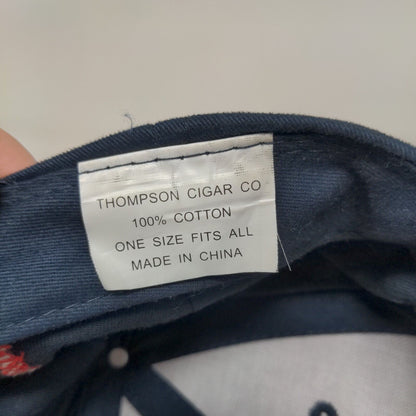 THOMPSON CIGAR CO
100% COTTON
ONE SIZE FITS ALL
MADE IN CHINA